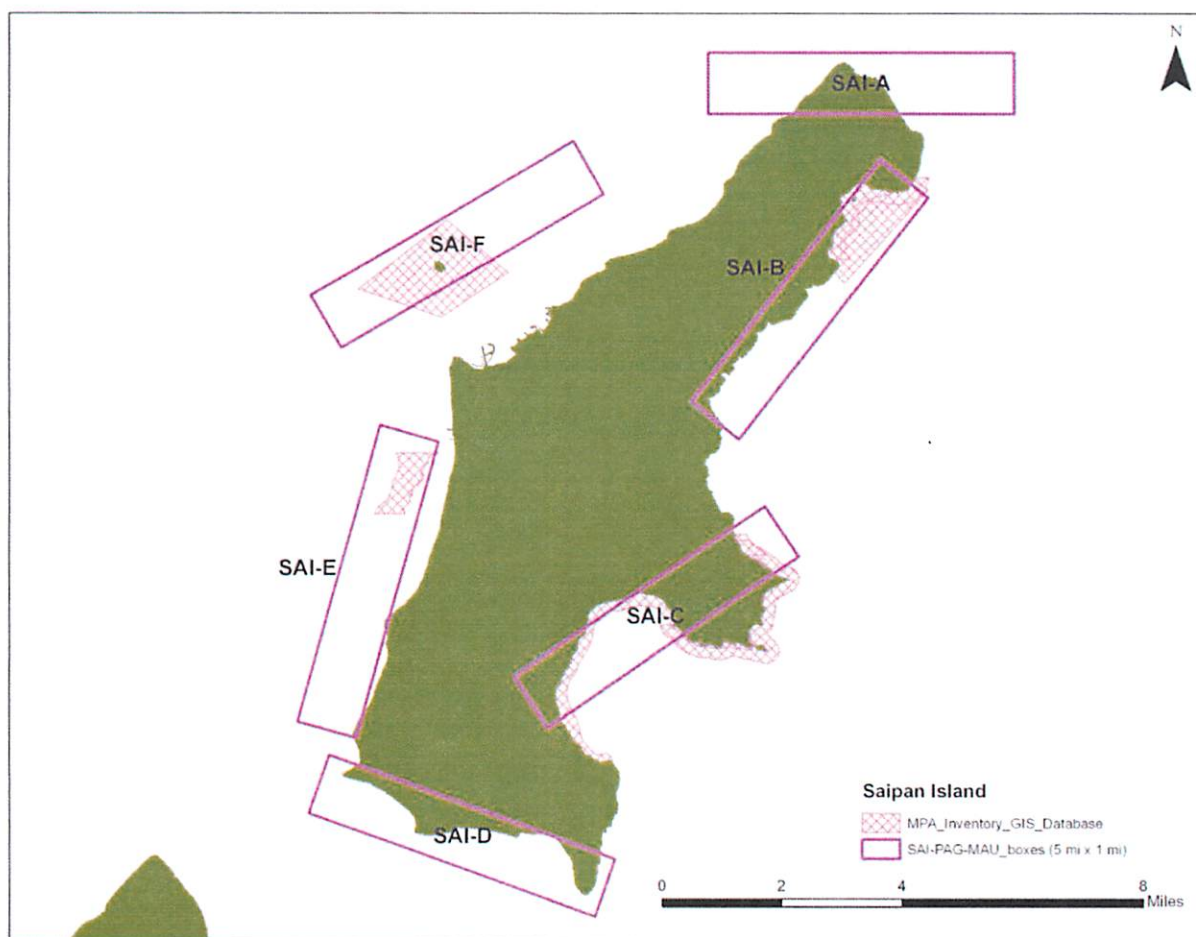 N
SAI-A
SAI-F
SAI-B
SAI-E
SAI-C
SAI-D
Saipan Island
MPA_Inventory_GIS_Database
SAI-PAG-MAU_boxes (5 mi x 1 mi)
0 2 4 8
Miles